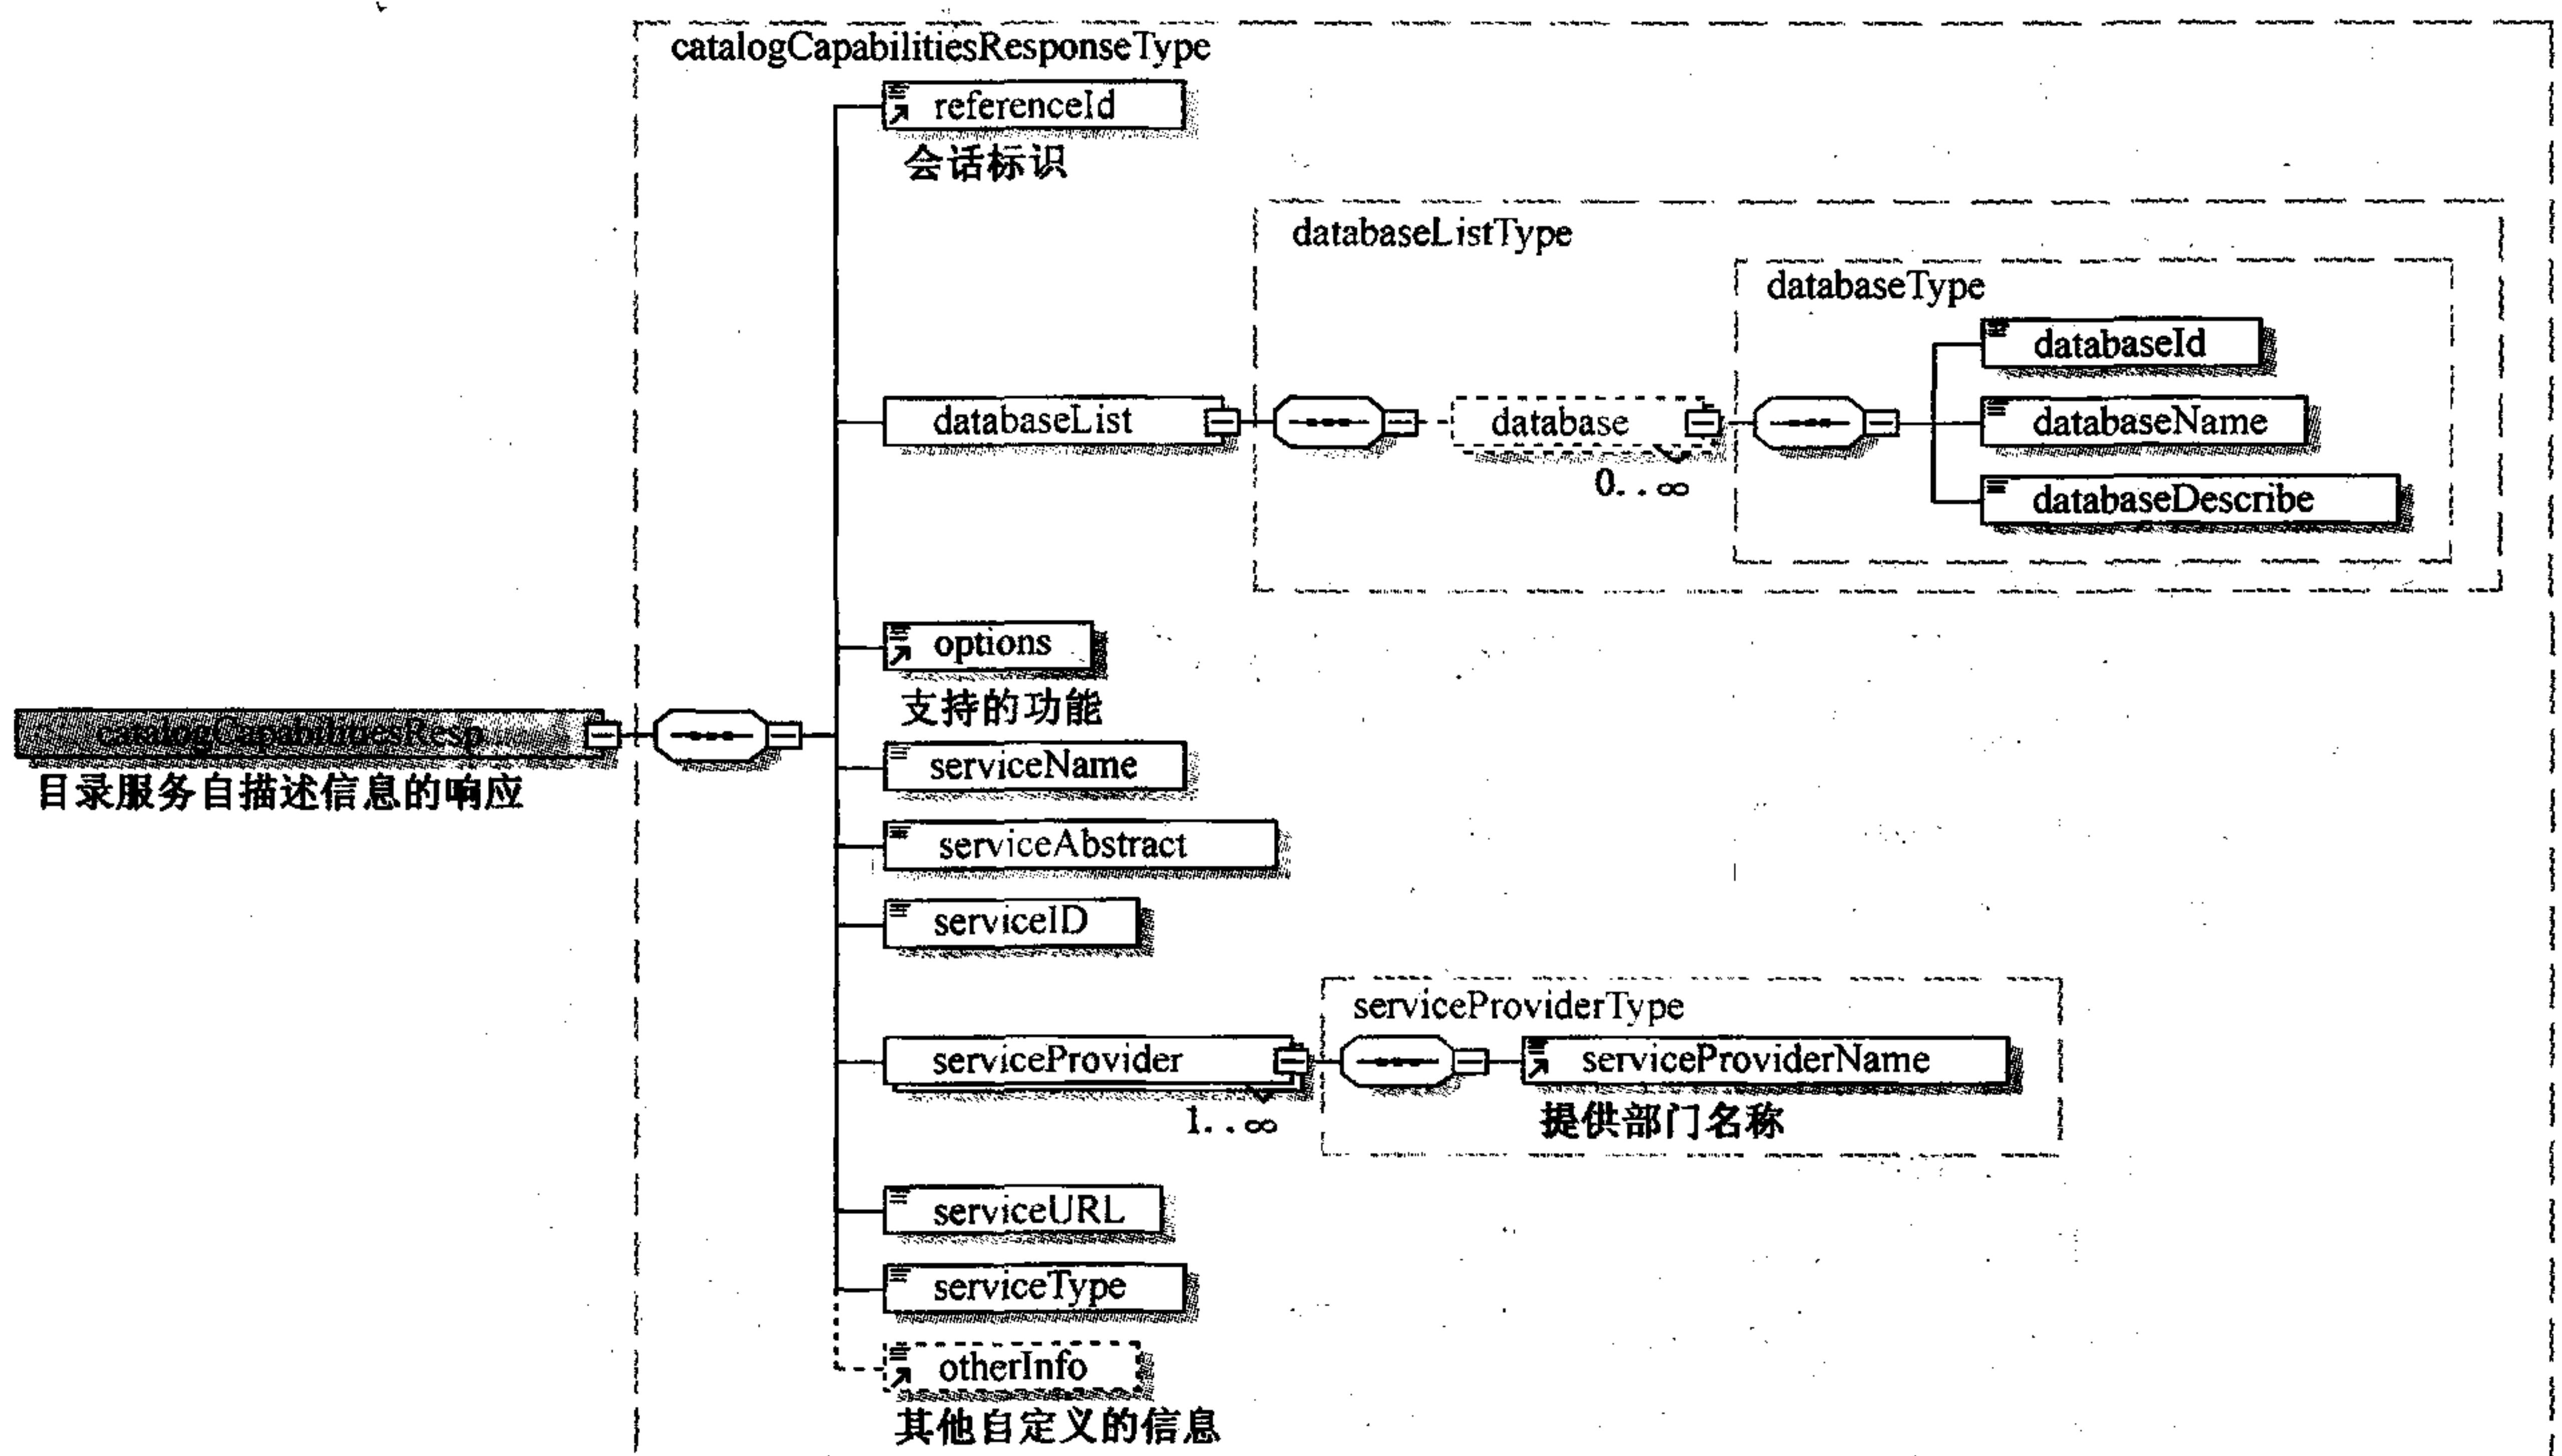 catalogCapabilitiesResponseType
referenceId
会话标识
databaseListType
databaseType
databaseId
databaseList
database
0..∞
databaseName
databaseDescribe
options
支持的功能
catalogCapabilitiesResp
目录服务自描述信息的响应
serviceName
serviceAbstract
serviceID
serviceProviderType
serviceProvider
1..∞
serviceProviderName
提供部门名称
serviceURL
serviceType
otherInfo
其他自定义的信息